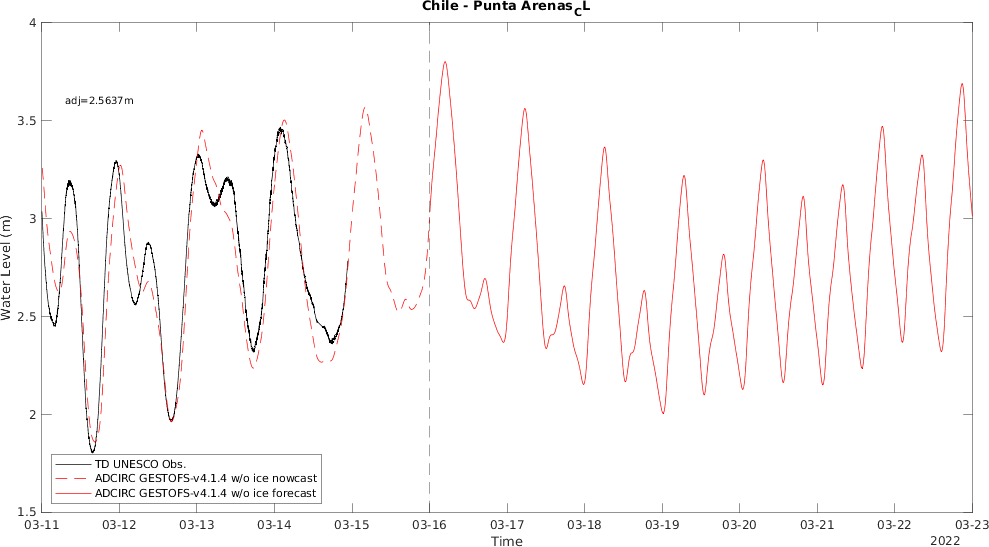 Chile - Punta Arenas_CL
4
3.5
3
2.5
2
1.5
Water Level (m)
adj=2.5637m
TD UNESCO Obs.
ADCIRC GESTOFS-v4.1.4 w/o ice nowcast
ADCIRC GESTOFS-v4.1.4 w/o ice forecast
03-11 03-12 03-13 03-14 03-15 03-16 03-17 03-18 03-19 03-20 03-21 03-22 03-23
Time
2022